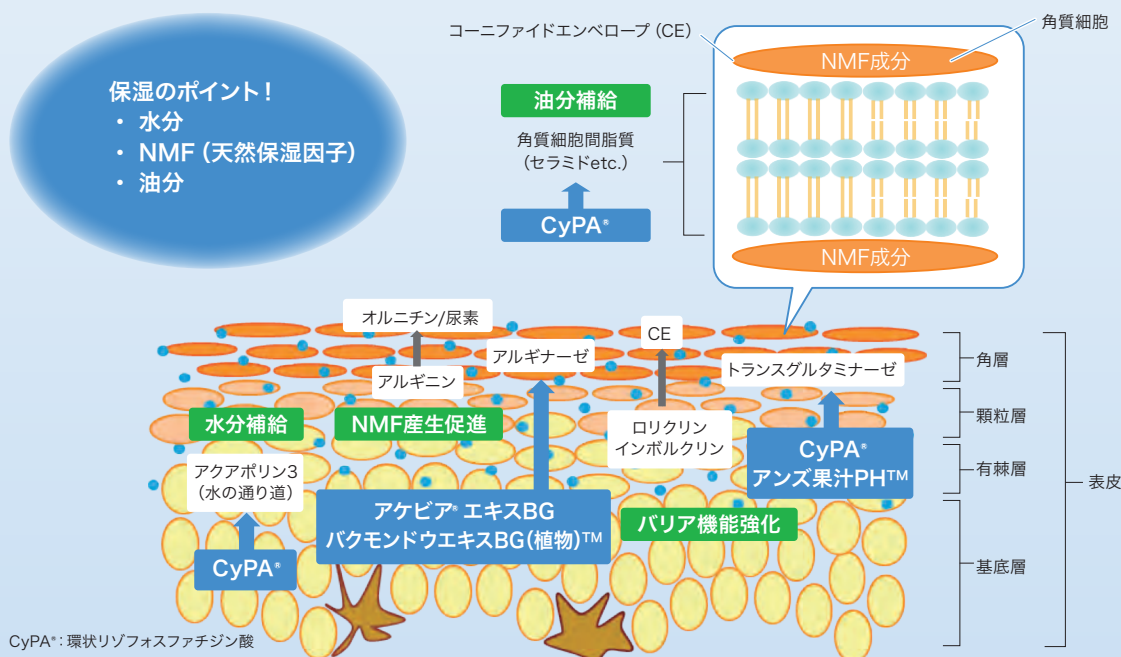 保湿のポイント！
・ 水分
・ NMF（天然保湿因子）
・ 油分
コーニファイドエンベロープ（CE）
角質細胞
NMF成分
油分補給
角質細胞間脂質
（セラミドetc.）
CyPA®
NMF成分
オルニチン/尿素
アルギニン
アルギナーゼ
CE
トランスグルタミナーゼ
水分補給
NMF産生促進
ロリクリン
インボルクリン
CyPA®
アンズ果汁PH™
アクアポリン3
（水の通り道）
アケビア® エキスBG
バクモンドウエキスBG(植物)™
バリア機能強化
CyPA®
角層
顆粒層
有棘層
基底層
表皮
CyPA®：環状リゾフォスファチジン酸